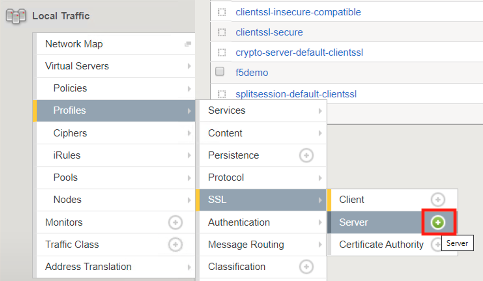 Local Traffic
Network Map
Virtual Servers
Policies
Profiles
Ciphers
iRules
Pools
Nodes
Monitors
Traffic Class
Address Translation
clientssl-insecure-compatible
clientssl-secure
crypto-server-default-clientssl
f5demo
splitsession-default-clientssl
Services
Content
Persistence
Protocol
SSL
Authentication
Message Routing
Classification
Client
Server
Certificate Authority
Server